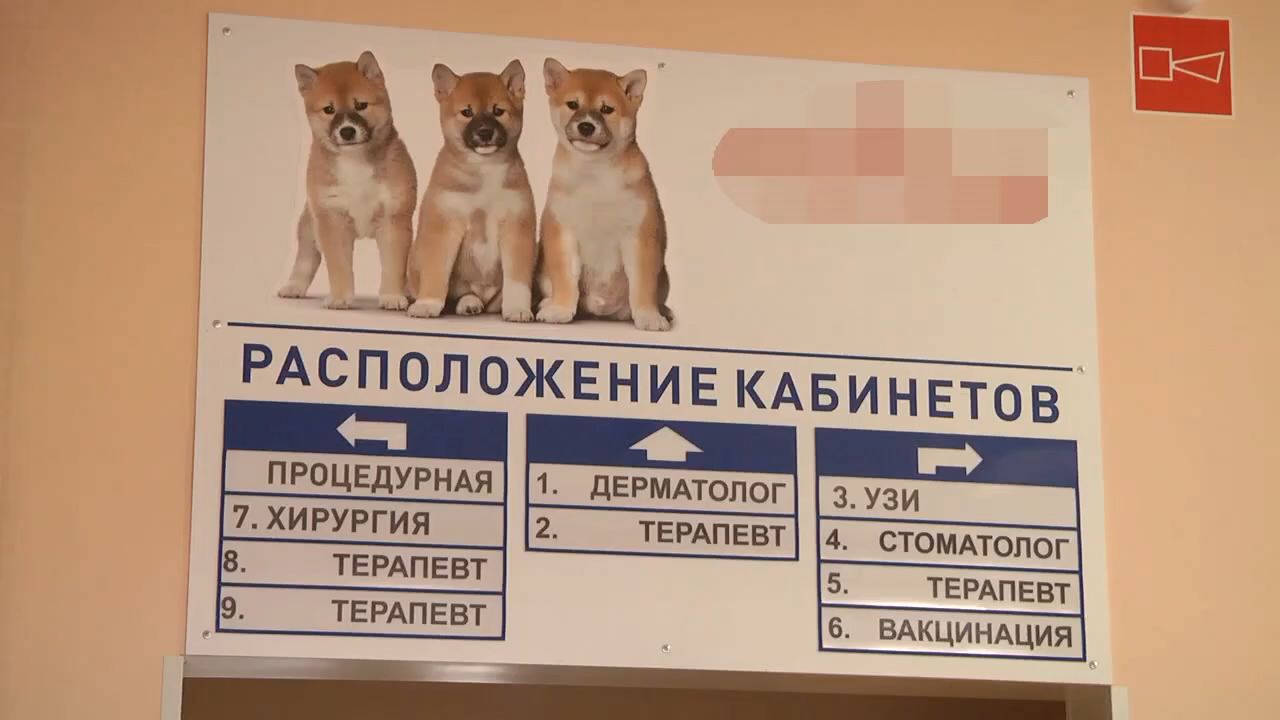 РАСПОЛОЖЕНИЕ КАБИНЕТОВ
ПРОЦЕДУРНАЯ
7. ХИРУРГИЯ
8. ТЕРАПЕВТ
9. ТЕРАПЕВТ
1. ДЕРМАТОЛОГ
2. ТЕРАПЕВТ
3. УЗИ
4. СТОМАТОЛОГ
5. ТЕРАПЕВТ
6. ВАКЦИНАЦИЯ